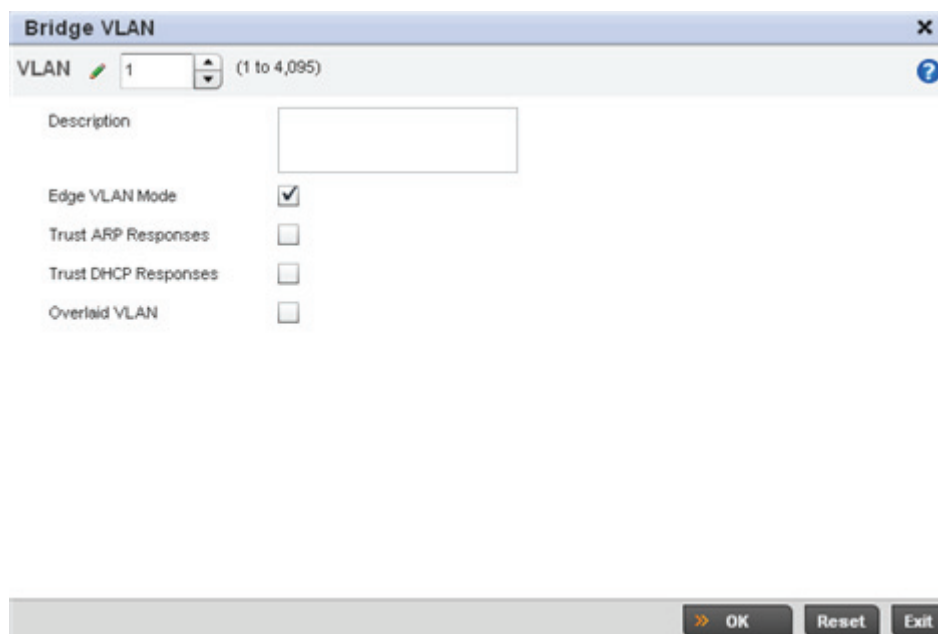 Bridge VLAN
VLAN 1 (1 to 4,095)
Description
Edge VLAN Mode
Trust ARP Responses
Trust DHCP Responses
Overlaid VLAN
OK Reset Exit